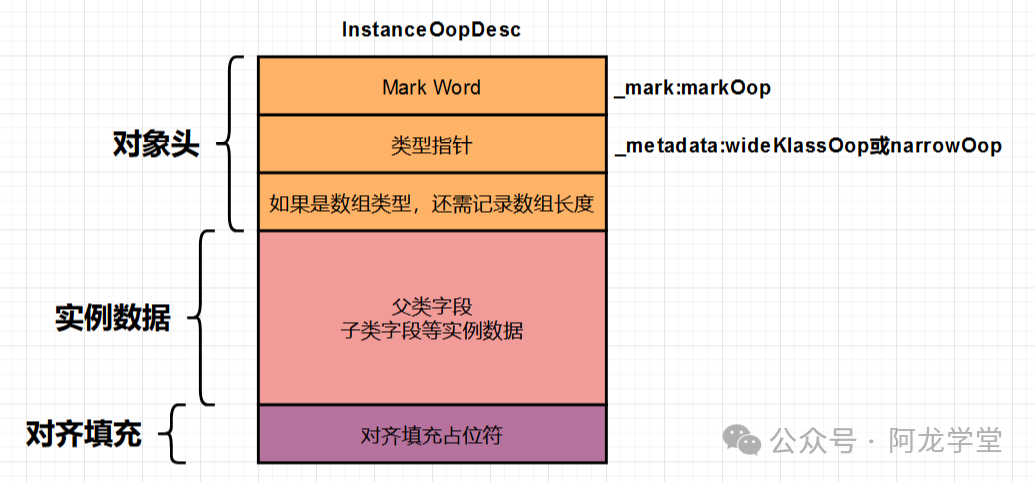 InstanceOopDesc
Mark Word
_mark:markOop
对象头
类型指针
_metadata:wideKlassOop或narrowOop
如果是数组类型，还需记录数组长度
实例数据
父类字段
子类字段等实例数据
对齐填充
对齐填充占位符
公众号 · 阿龙学堂